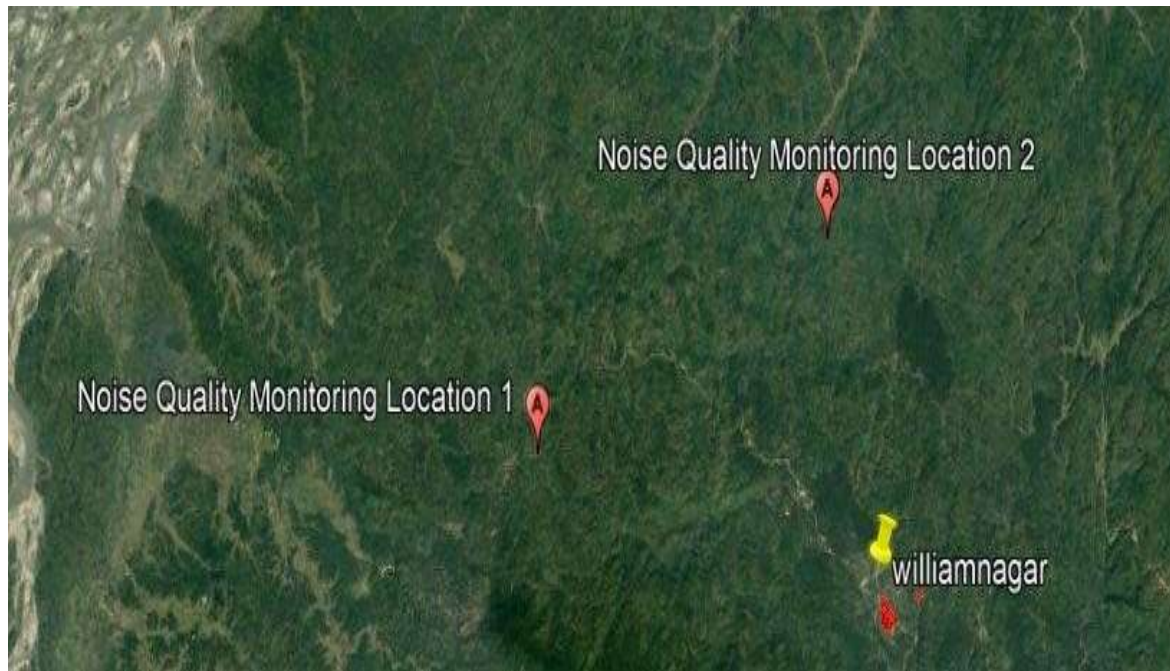 Noise Quality Monitoring Location 2
A
Noise Quality Monitoring Location 1
A
williamnagar